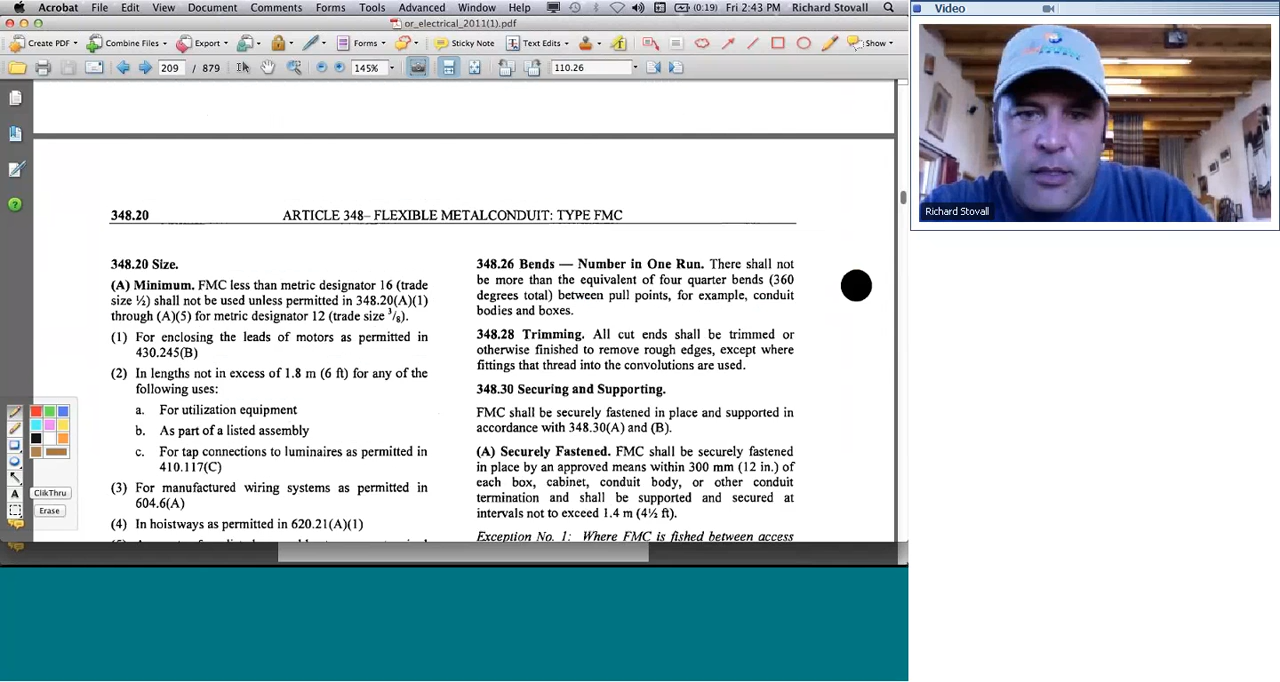 Acrobat File Edit View Document Comments Forms Tools Advanced Window Help (0:19) Fri 2:43 PM Richard Stovall
or_electrical_2011(1).pdf
Create PDF Combine Files Export Forms Sticky Note Text Edits Show
209 / 879 145% 110.26
348.20 ARTICLE 348– FLEXIBLE METALCONDUIT: TYPE FMC
348.20 Size.
(A) Minimum. FMC less than metric designator 16 (trade
size ½) shall not be used unless permitted in 348.20(A)(1)
through (A)(5) for metric designator 12 (trade size 3/8).
(1) For enclosing the leads of motors as permitted in
430.245(B)
(2) In lengths not in excess of 1.8 m (6 ft) for any of the
following uses:
a. For utilization equipment
b. As part of a listed assembly
c. For tap connections to luminaires as permitted in
410.117(C)
(3) For manufactured wiring systems as permitted in
604.6(A)
(4) In hoistways as permitted in 620.21(A)(1)
348.26 Bends — Number in One Run. There shall not
be more than the equivalent of four quarter bends (360
degrees total) between pull points, for example, conduit
bodies and boxes.
348.28 Trimming. All cut ends shall be trimmed or
otherwise finished to remove rough edges, except where
fittings that thread into the convolutions are used.
348.30 Securing and Supporting.
FMC shall be securely fastened in place and supported in
accordance with 348.30(A) and (B).
(A) Securely Fastened. FMC shall be securely fastened
in place by an approved means within 300 mm (12 in.) of
each box, cabinet, conduit body, or other conduit
termination and shall be supported and secured at
intervals not to exceed 1.4 m (4½ ft).
Exception No. 1: Where FMC is fished between access
A
ClikThru
Erase
Video
Richard Stovall